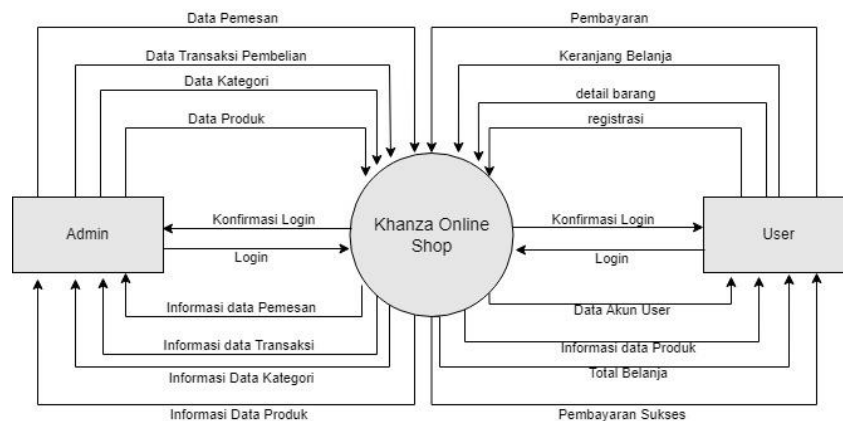 Data Pemesan
Pembayaran
Data Transaksi Pembelian
Keranjang Belanja
Data Kategori
detail barang
Data Produk
registrasi
Admin
Konfirmasi Login
Login
Khanza Online
Shop
Konfirmasi Login
Login
User
Informasi data Pemesan
Data Akun User
Informasi data Transaksi
Informasi data Produk
Informasi Data Kategori
Total Belanja
Informasi Data Produk
Pembayaran Sukses